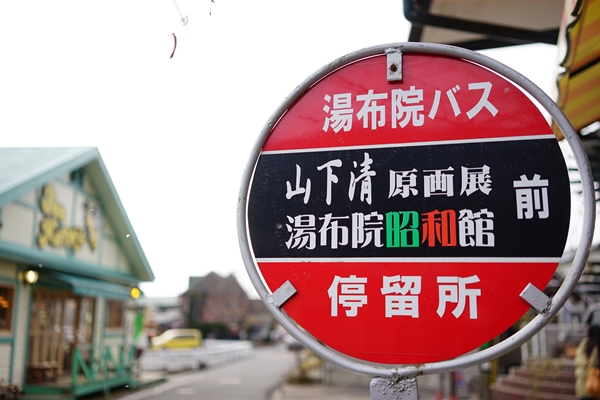 湯布院バス
山下清 原画展
湯布院昭和館
前
停留所